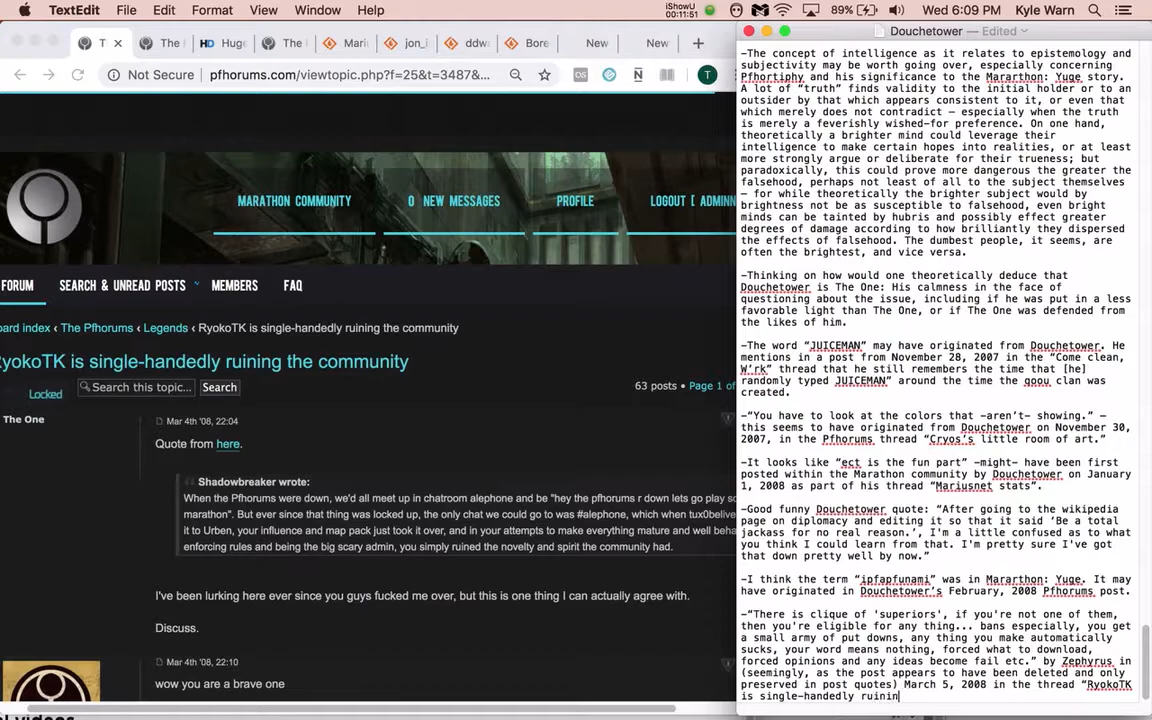 TextEdit File Edit Format View Window Help iShowU 00:11:51 89% Wed 6:09 PM Kyle Warn
The Huge The Mari jon_i ddw Bore New New
Not Secure pfhorums.com/viewtopic.php?f=25&t=3487&...
MARATHON COMMUNITY 0 NEW MESSAGES PROFILE LOGOUT [ ADMINN
FORUM SEARCH & UNREAD POSTS MEMBERS FAQ
oard index ‹ The Pfhorums ‹ Legends ‹ RyokoTK is single-handedly ruining the community
RyokoTK is single-handedly ruining the community
Locked Search this topic... Search 63 posts • Page 1 of
The One Mar 4th '08, 22:04
Quote from here.
Shadowbreaker wrote:
When the Pfhorums were down, we'd all meet up in chatroom alephone and be "hey the pfhorums r down lets go play so
marathon". But ever since that thing was locked up, the only chat we could go to was #alephone, which when tux0belive
it to Urben, your influence and map pack just took it over, and in your attempts to make everything mature and well beha
enforcing rules and being the big scary admin, you simply ruined the novelty and spirit the community had.
I've been lurking here ever since you guys fucked me over, but this is one thing I can actually agree with.
Discuss.
Mar 4th '08, 22:10
wow you are a brave one
Douchetower — Edited
-The concept of intelligence as it relates to epistemology and
subjectivity may be worth going over, especially concerning
Pfhortiphy and his significance to the Mararthon: Yuge story.
A lot of “truth” finds validity to the initial holder or to an
outsider by that which appears consistent to it, or even that
which merely does not contradict – especially when the truth
is merely a feverishly wished-for preference. On one hand,
theoretically a brighter mind could leverage their
intelligence to make certain hopes into realities, or at least
more strongly argue or deliberate for their trueness; but
paradoxically, this could prove more dangerous the greater the
falsehood, perhaps not least of all to the subject themselves
– for while theoretically the brighter subject would by
brightness not be as susceptible to falsehood, even bright
minds can be tainted by hubris and possibly effect greater
degrees of damage according to how brilliantly they dispersed
the effects of falsehood. The dumbest people, it seems, are
often the brightest, and vice versa.
-Thinking on how would one theoretically deduce that
Douchetower is The One: His calmness in the face of
questioning about the issue, including if he was put in a less
favorable light than The One, or if The One was defended from
the likes of him.
-The word “JUICEMAN” may have originated from Douchetower. He
mentions in a post from November 28, 2007 in the “Come clean,
W’rk” thread that he still remembers the time that [he]
randomly typed JUICEMAN” around the time the qoou clan was
created.
-“You have to look at the colors that -aren’t- showing.” –
this seems to have originated from Douchetower on November 30,
2007, in the Pfhorums thread “Cryos’s little room of art.”
-It looks like “ect is the fun part” -might- have been first
posted within the Marathon community by Douchetower on January
1, 2008 as part of his thread “Mariusnet stats”.
-Good funny Douchetower quote: “After going to the wikipedia
page on diplomacy and editing it so that it said ‘Be a total
jackass for no real reason.’, I'm a little confused as to what
you think I could learn from that. I'm pretty sure I've got
that down pretty well by now.”
-I think the term “ipfapfunami” was in Mararthon: Yuge. It may
have originated in Douchetower’s February, 2008 Pfhorums post.
-“There is clique of 'superiors', if you're not one of them,
then you're eligible for any thing... bans especially, you get
a small army of put downs, any thing you make automatically
sucks, your word means nothing, forced what to download,
forced opinions and any ideas become fail etc.” by Zephyrus in
(seemingly, as the post appears to have been deleted and only
preserved in post quotes) March 5, 2008 in the thread “RyokoTK
is single-handedly ruinin